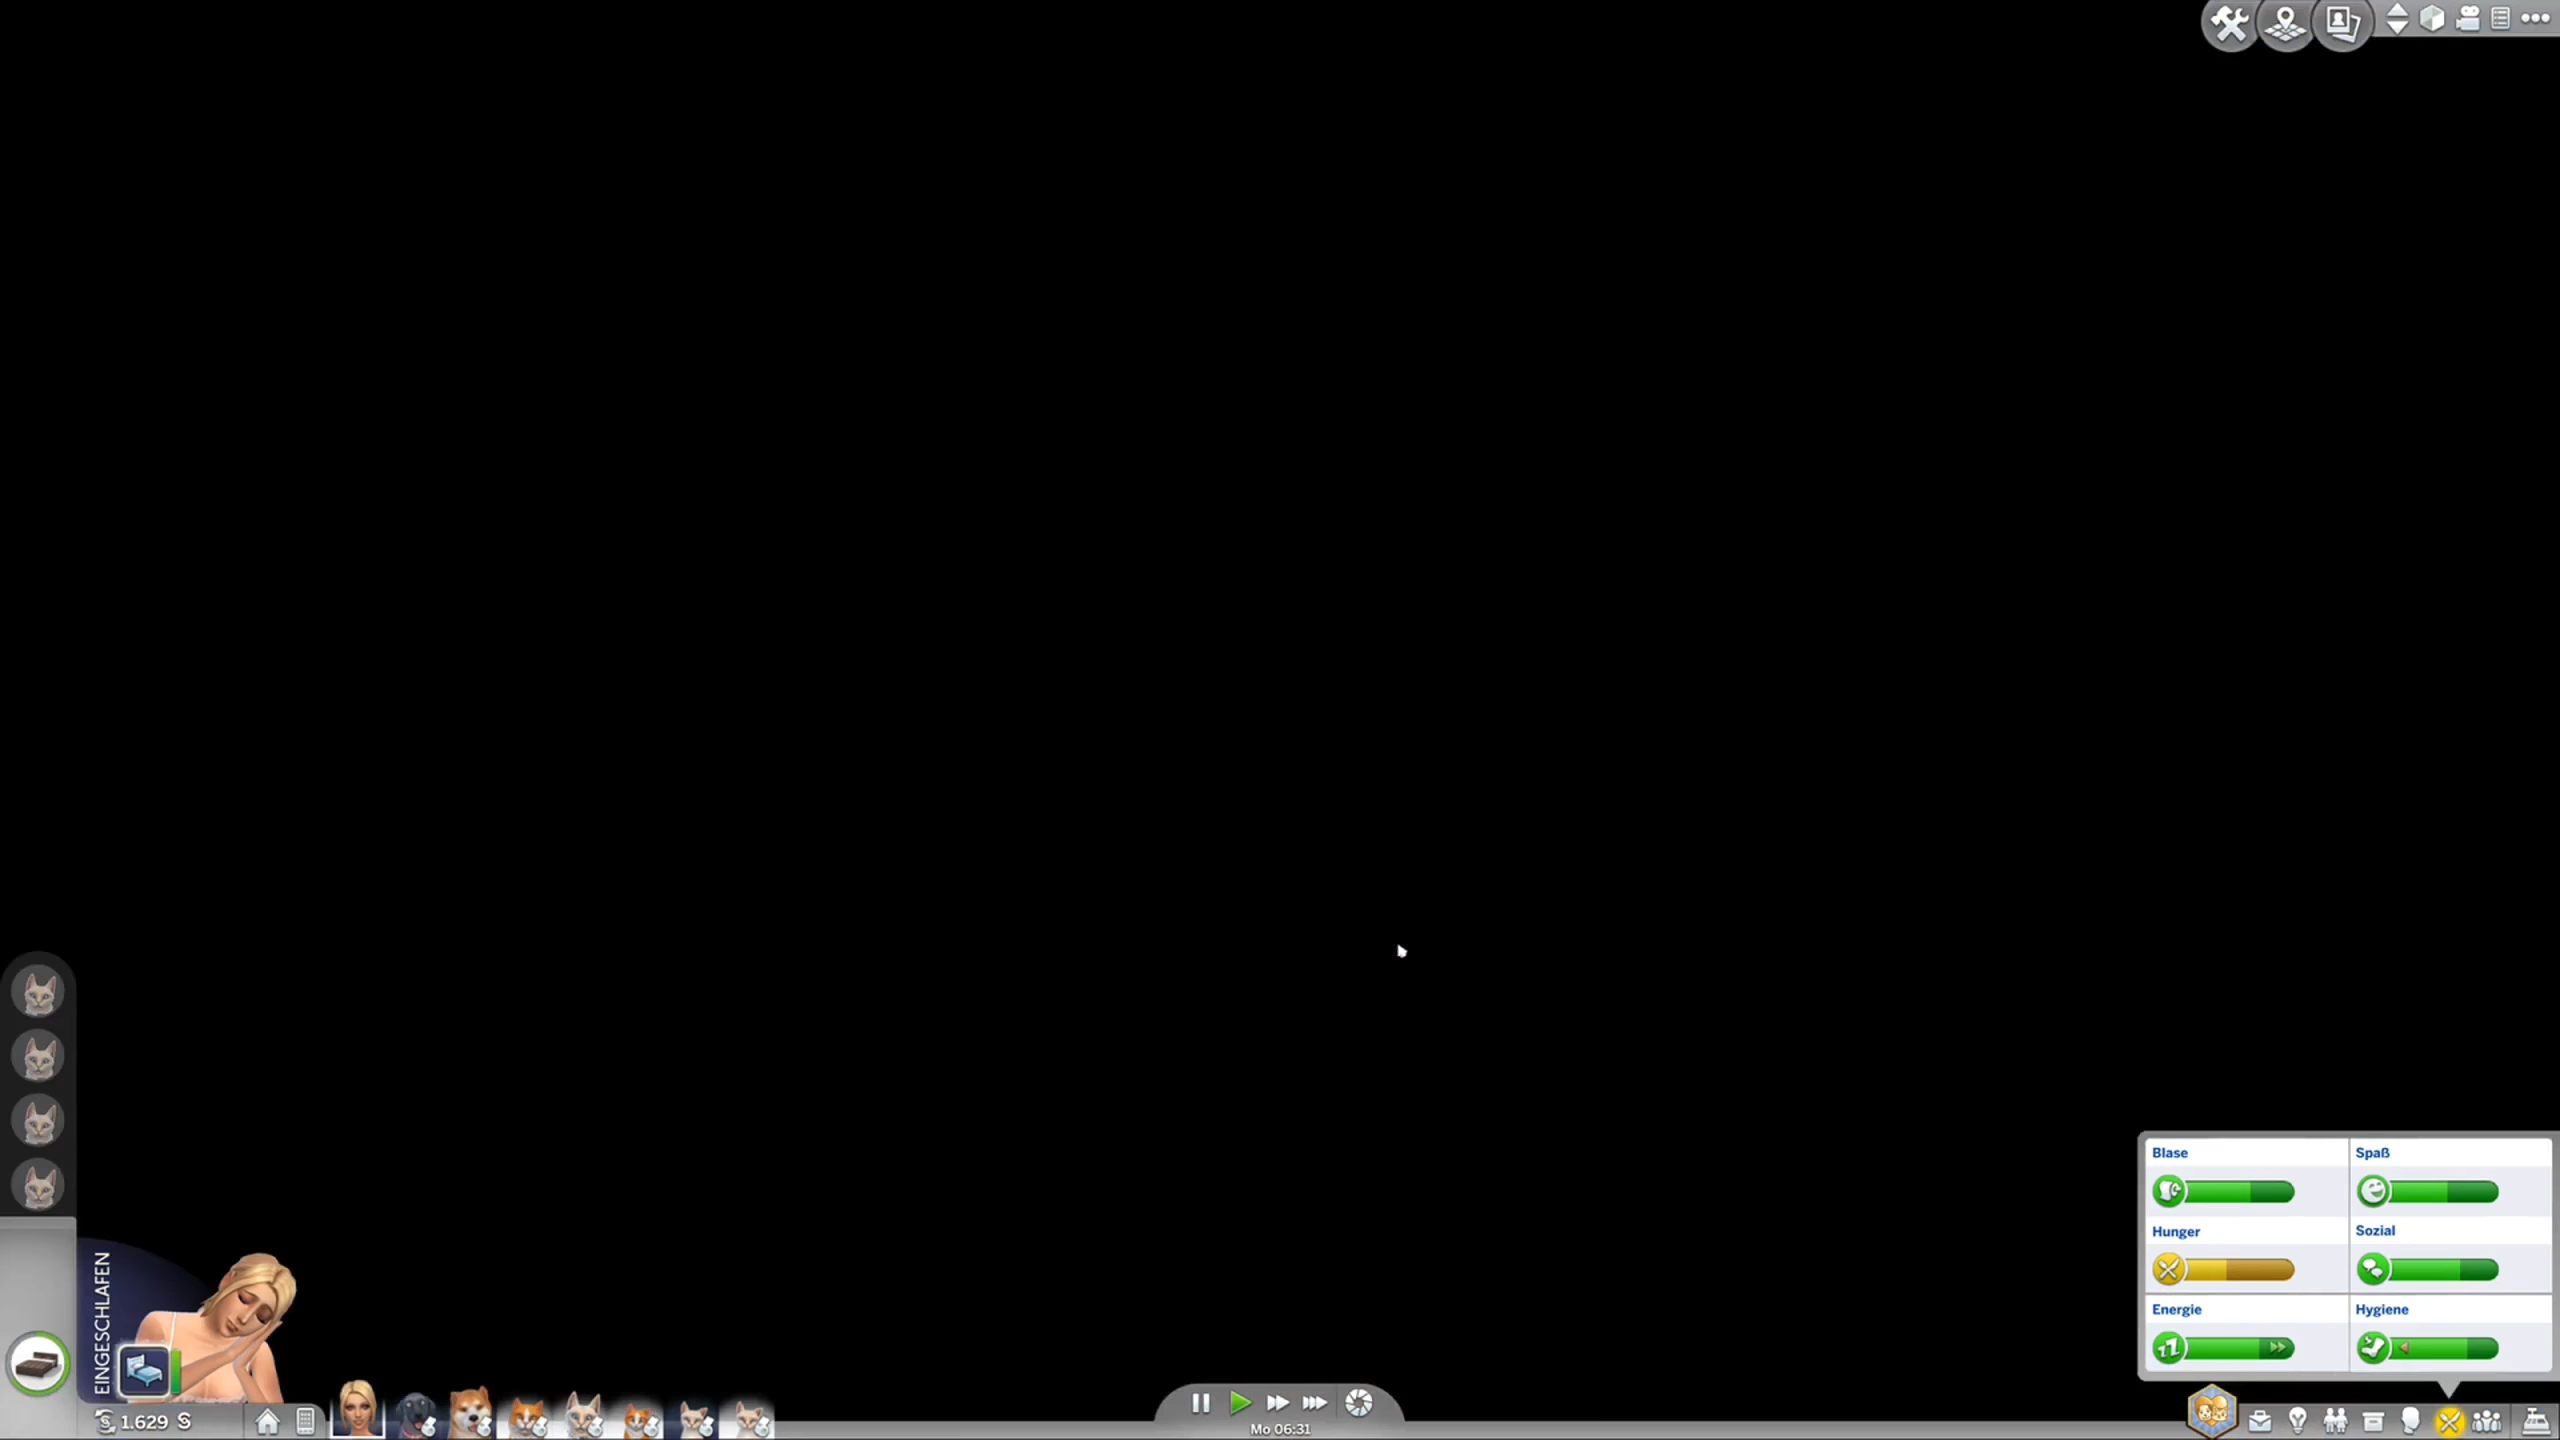 Blase
Spaß
Hunger
Sozial
Energie
Hygiene
EINGESCHLAFEN
1.629
Mo 06:31